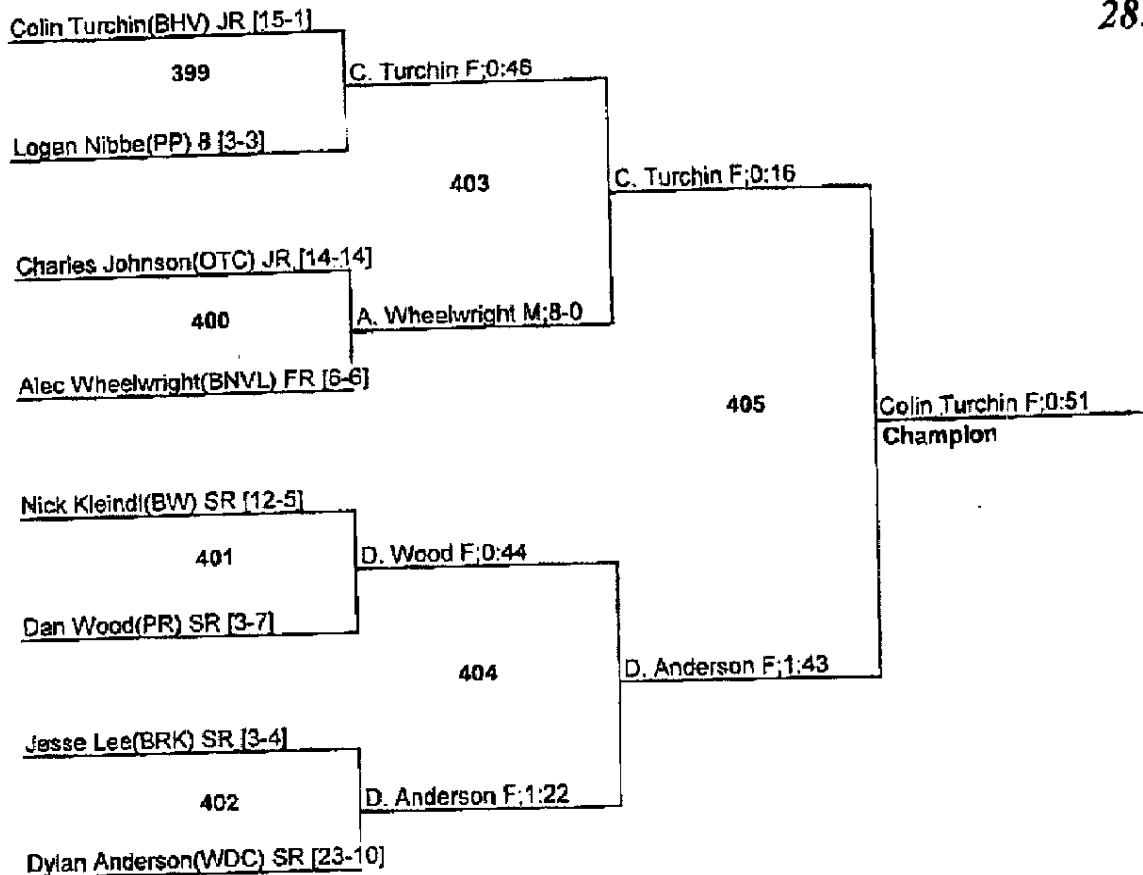 28
Colin Turchin(BHV) JR [15-1]
399
C. Turchin F;0:46
Logan Nibbe(PP) 8 [3-3]
403
C. Turchin F;0:16
Charles Johnson(OTC) JR [14-14]
400
A. Wheelwright M;8-0
Alec Wheelwright(BNVL) FR [6-6]
405
Colin Turchin F;0:51
Champion
Nick Kleindl(BW) SR [12-5]
401
D. Wood F;0:44
Dan Wood(PR) SR [3-7]
404
D. Anderson F;1:43
Jesse Lee(BRK) SR [3-4]
402
D. Anderson F;1:22
Dylan Anderson(WDC) SR [23-10]